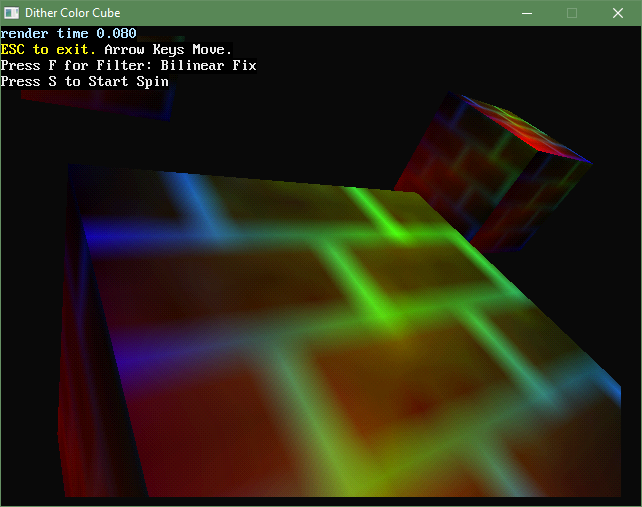 Dither Color Cube
render time 0.080
ESC to exit. Arrow Keys Move.
Press F for Filter: Bilinear Fix
Press S to Start Spin